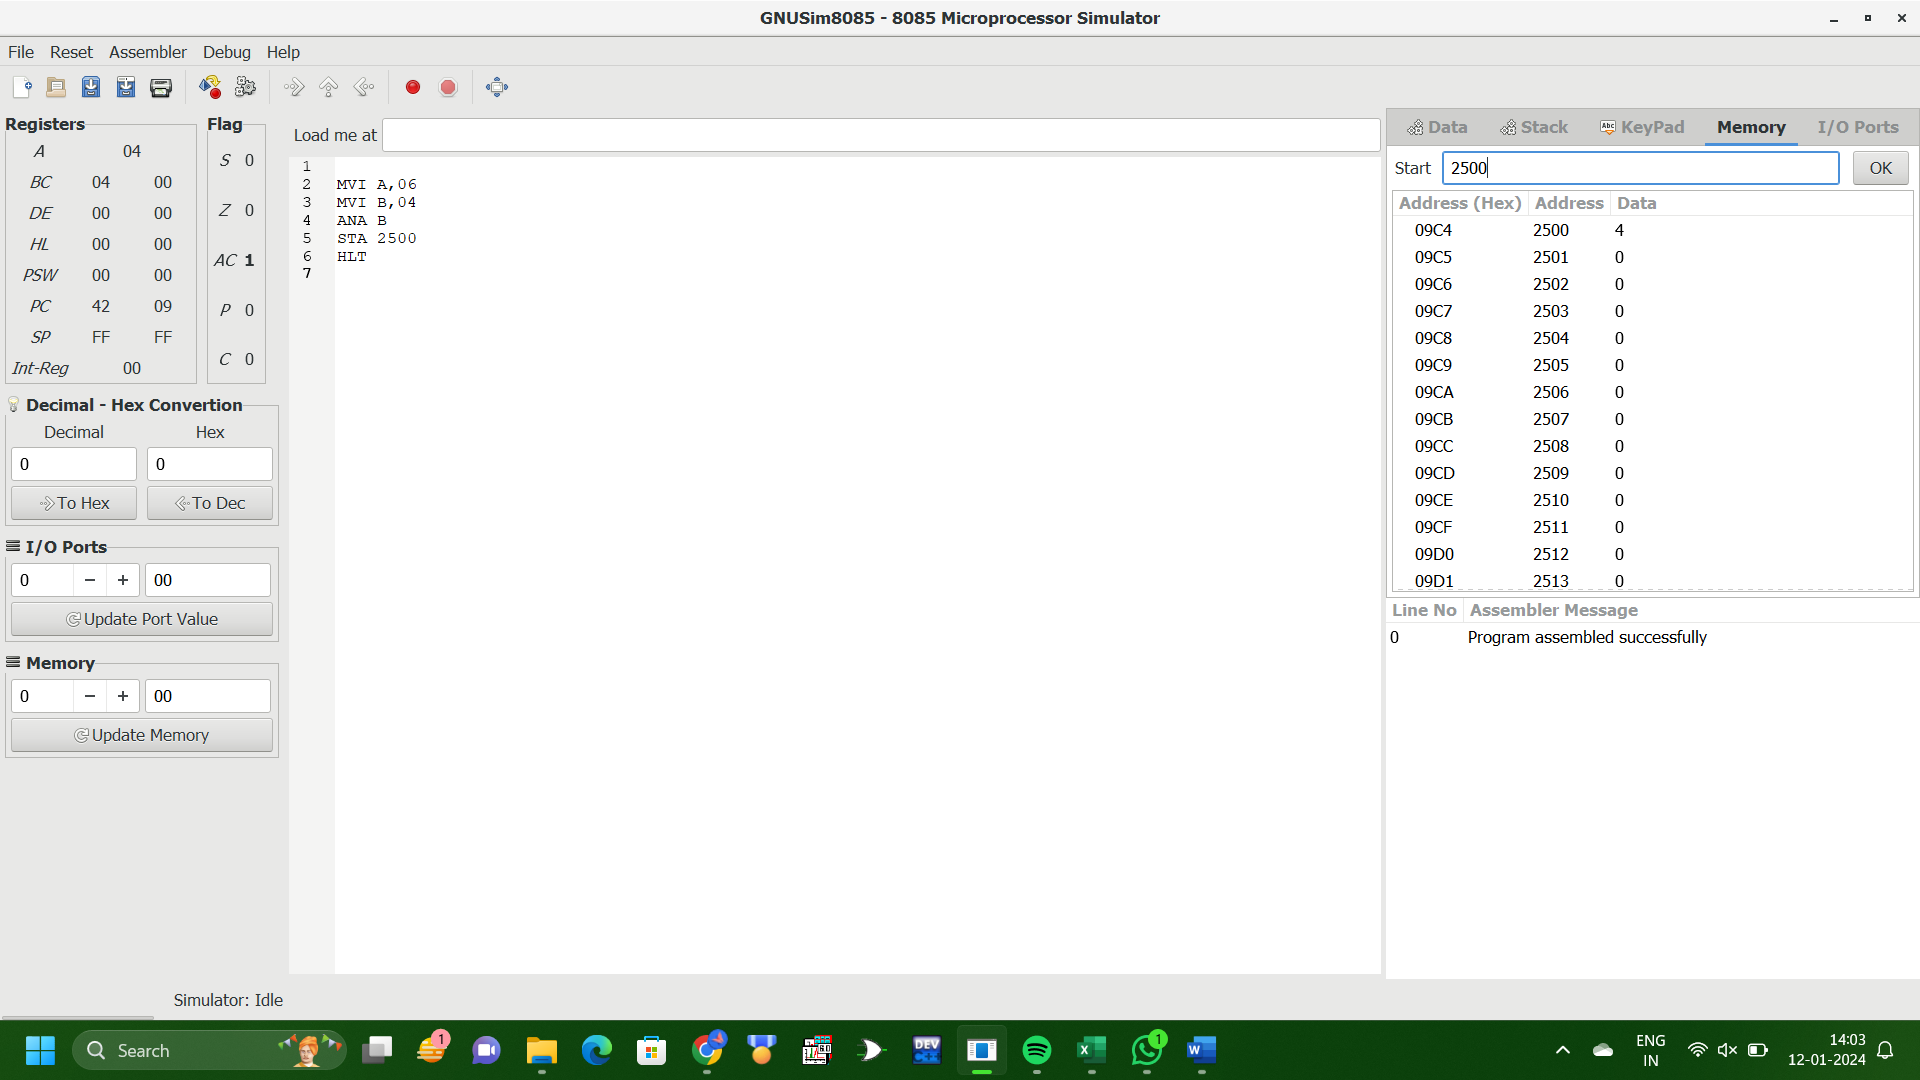 GNUSim8085 - 8085 Microprocessor Simulator
File Reset Assembler Debug Help
Registers
A 04
BC 04 00
DE 00 00
HL 00 00
PSW 00 00
PC 42 09
SP FF FF
Int-Reg 00
Flag
S 0
Z 0
AC 1
P 0
C 0
Decimal - Hex Convertion
Decimal Hex
0 0
To Hex To Dec
I/O Ports
0 − + 00
Update Port Value
Memory
0 − + 00
Update Memory
Load me at
1
2 MVI A,06
3 MVI B,04
4 ANA B
5 STA 2500
6 HLT
7
Data Stack KeyPad Memory I/O Ports
Abc
Start 2500 OK
Address (Hex) Address Data
09C4 2500 4
09C5 2501 0
09C6 2502 0
09C7 2503 0
09C8 2504 0
09C9 2505 0
09CA 2506 0
09CB 2507 0
09CC 2508 0
09CD 2509 0
09CE 2510 0
09CF 2511 0
09D0 2512 0
09D1 2513 0
Line No Assembler Message
0 Program assembled successfully
Simulator: Idle
Search
1
DEV
C++
1
ENG
IN
14:03
12-01-2024